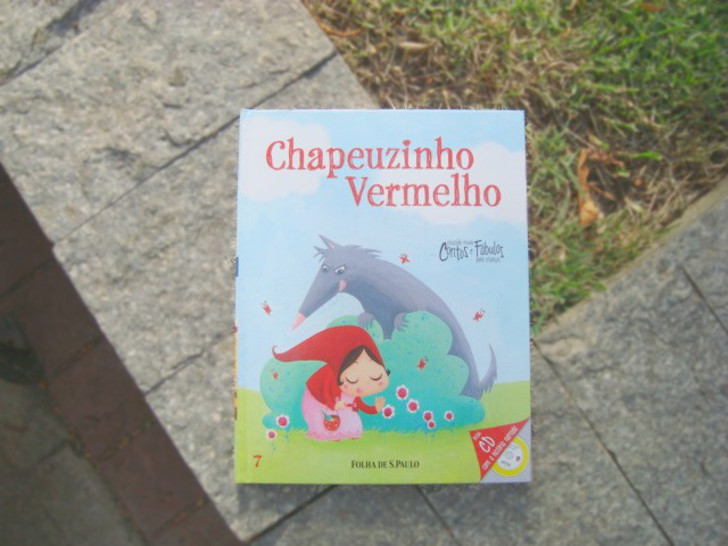 Chapeuzinho
Vermelho
Contos e Fábulas
7
FOLHA DE S.PAULO
CD